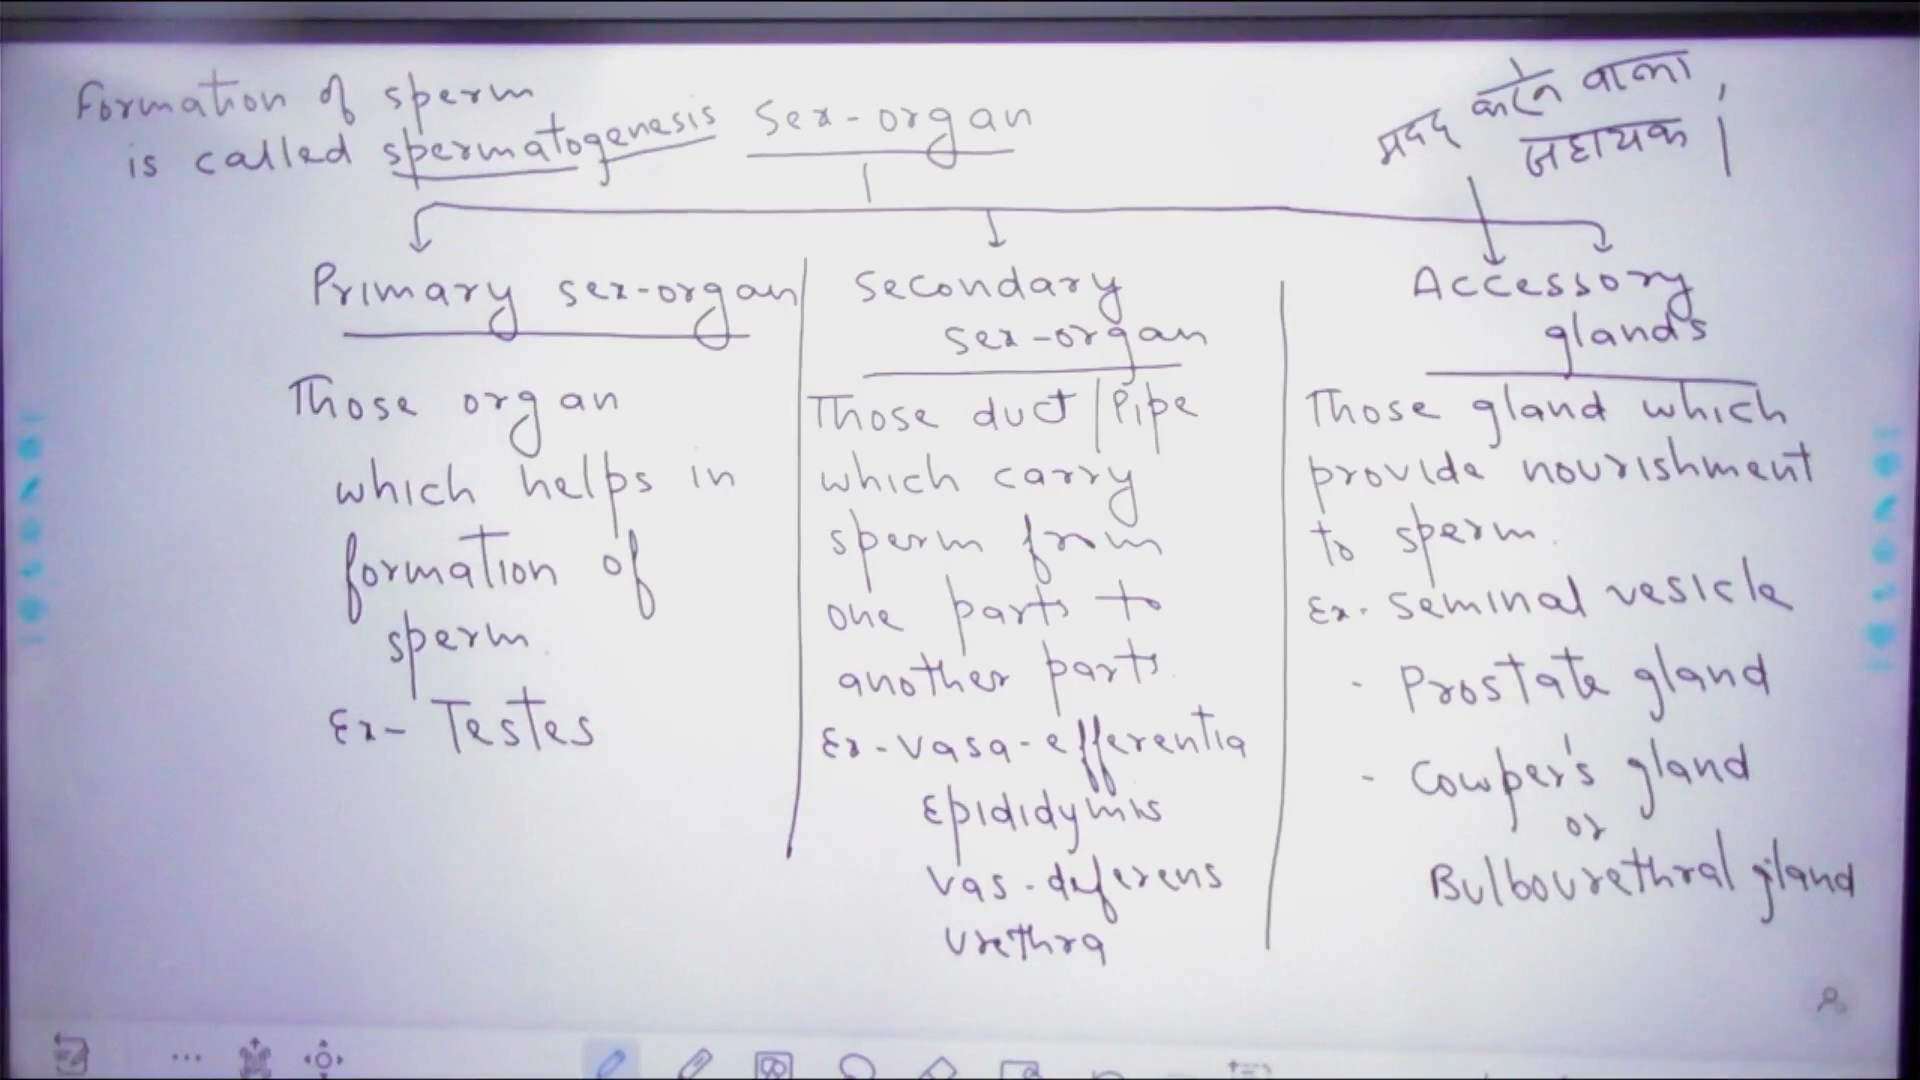 Formation of sperm
is called spermatogenesis
Sex-organ
मदद करने वाला,
सहायक |
Primary sex-organ
Those organ
which helps in
formation of
sperm.
Ex- Testes
Secondary
sex-organ
Those duct/Pipe
which carry
sperm from
one parts to
another parts
Ex- vasa-efferentia
Epididymis
Vas-deferens
Urethra
Accessory
glands
Those gland which
provide nourishment
to sperm.
Ex- Seminal vesicle
- Prostate gland
- Cowper's gland
or
Bulbourethral gland